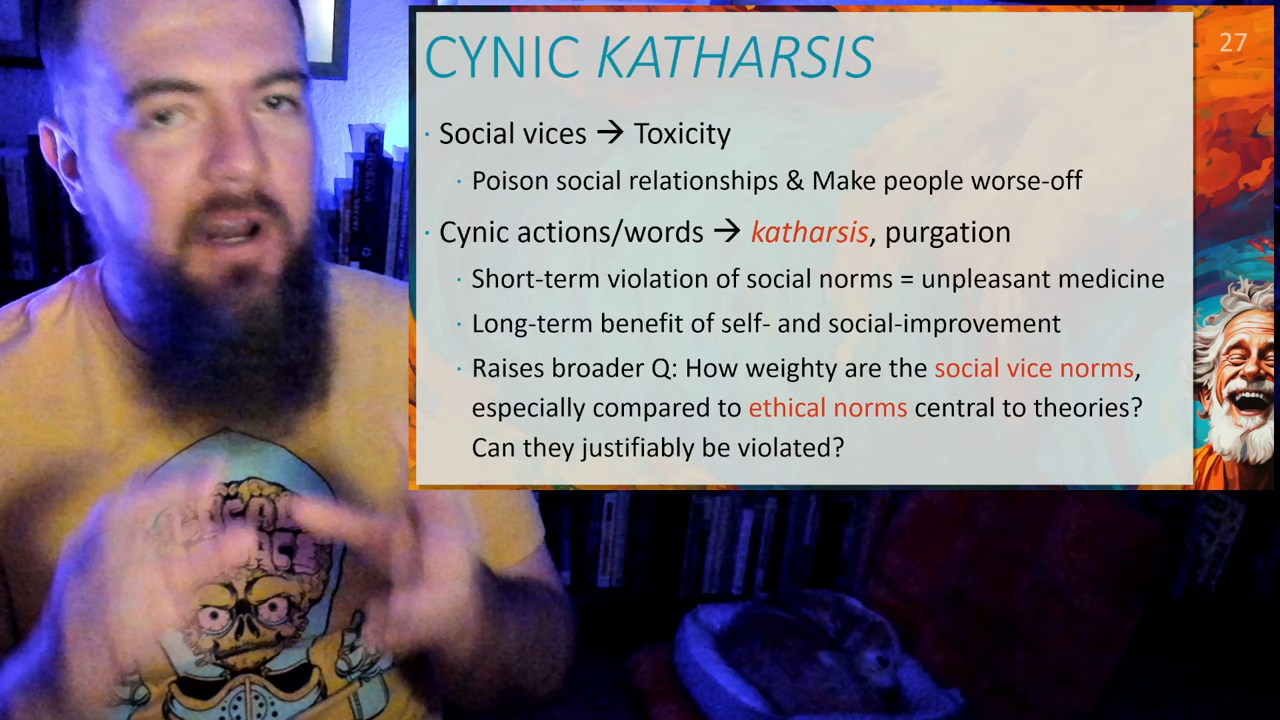 CYNIC KATHARSIS
27
· Social vices → Toxicity
· Poison social relationships & Make people worse-off
· Cynic actions/words → katharsis, purgation
· Short-term violation of social norms = unpleasant medicine
· Long-term benefit of self- and social-improvement
· Raises broader Q: How weighty are the social vice norms,
especially compared to ethical norms central to theories?
Can they justifiably be violated?